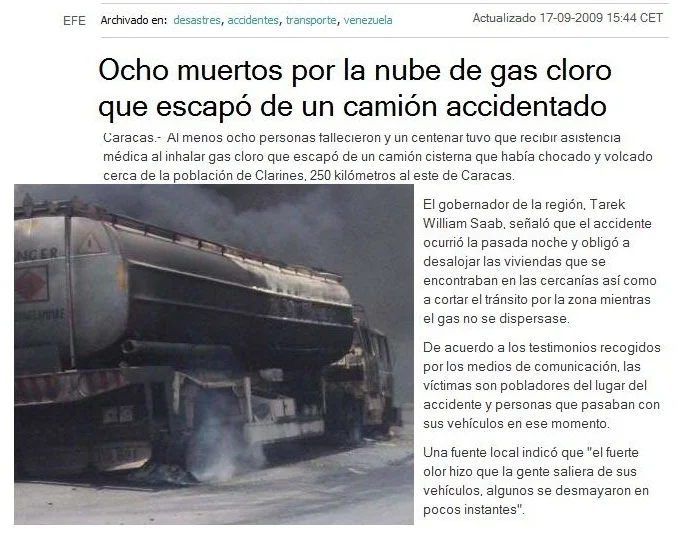 EFE
Archivado en: desastres, accidentes, transporte, venezuela
Actualizado 17-09-2009 15:44 CET
Ocho muertos por la nube de gas cloro
que escapó de un camión accidentado
Caracas.- Al menos ocho personas fallecieron y un centenar tuvo que recibir asistencia
médica al inhalar gas cloro que escapó de un camión cisterna que había chocado y volcado
cerca de la población de Clarines, 250 kilómetros al este de Caracas.
El gobernador de la región, Tarek
William Saab, señaló que el accidente
ocurrió la pasada noche y obligó a
desalojar las viviendas que se
encontraban en las cercanías así como
a cortar el tránsito por la zona mientras
el gas no se dispersase.
De acuerdo a los testimonios recogidos
por los medios de comunicación, las
víctimas son pobladores del lugar del
accidente y personas que pasaban con
sus vehículos en ese momento.
Una fuente local indicó que "el fuerte
olor hizo que la gente saliera de sus
vehículos, algunos se desmayaron en
pocos instantes".